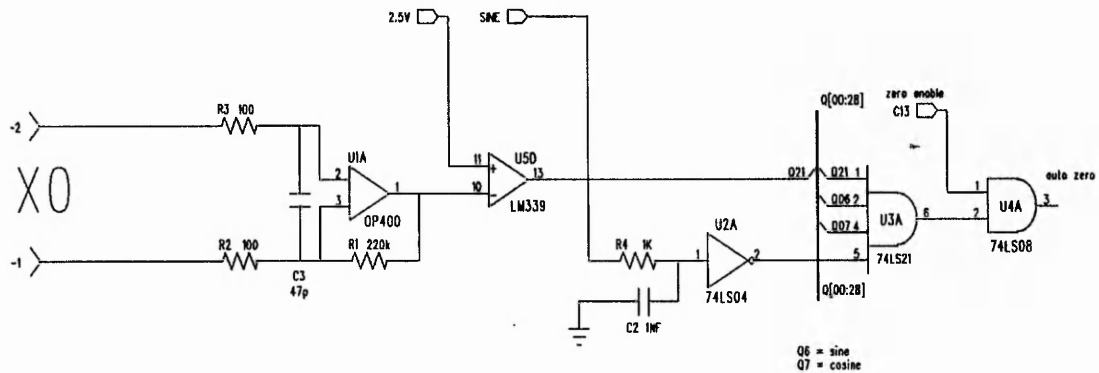 2.5V
SINE
zero enable
Q[00:28]
C13
-2
R3 100
X0
U1A
2
1
3
OP400
11
+
10
-
U5D
13
LM339
Q21
Q21 1
Q06 2
Q07 4
5
U3A
6
74LS21
1
2
U4A
3
74LS08
auto zero
-1
R2 100
R1 220k
C3
47p
R4 1K
U2A
1
2
74LS04
C2 1NF
Q[00:28]
Q6 = sine
Q7 = cosine